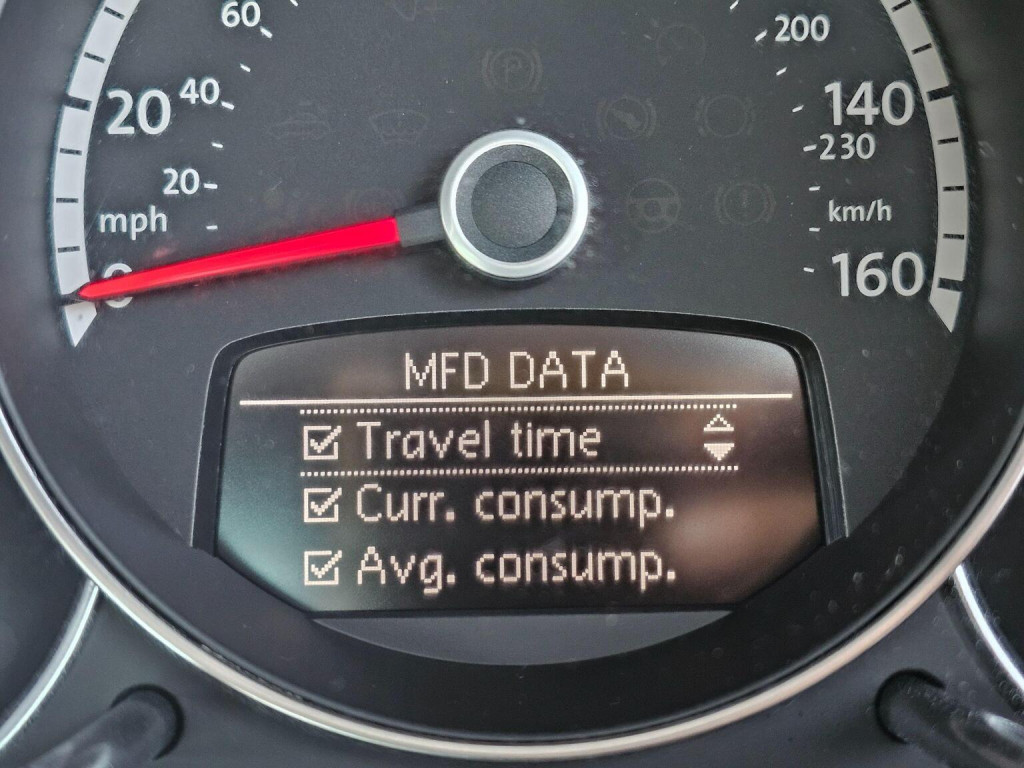 60
200
20 40
140
230
20
mph
km/h
0
160
MFD DATA
Travel time
Curr. consump.
Avg. consump.